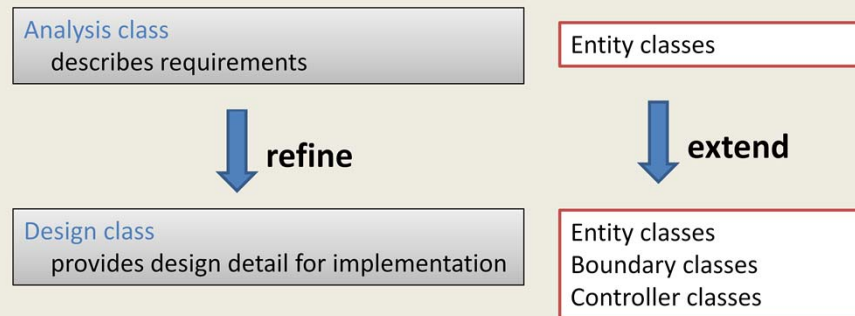 Analysis class
describes requirements
Entity classes
refine
extend
Design class
provides design detail for implementation
Entity classes
Boundary classes
Controller classes